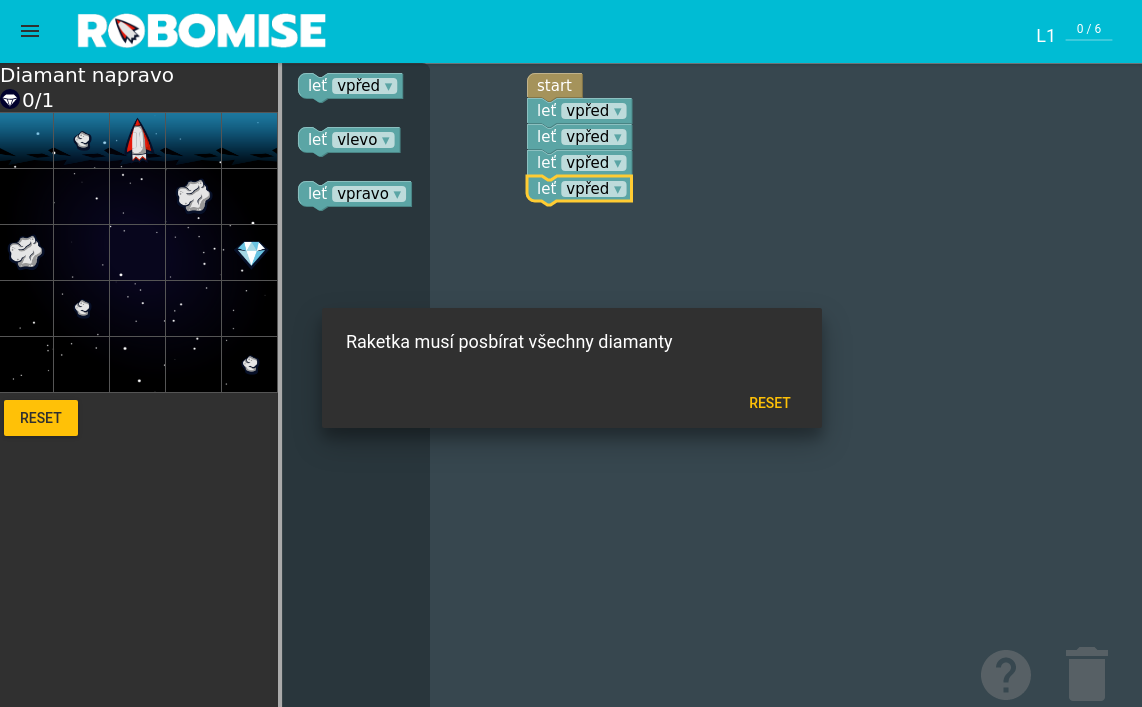 ROBOMISE
L1
0 / 6
Diamant napravo
0/1
RESET
leť vpřed ▾
leť vlevo ▾
leť vpravo ▾
start
leť vpřed ▾
leť vpřed ▾
leť vpřed ▾
leť vpřed ▾
Raketka musí posbírat všechny diamanty
RESET
?